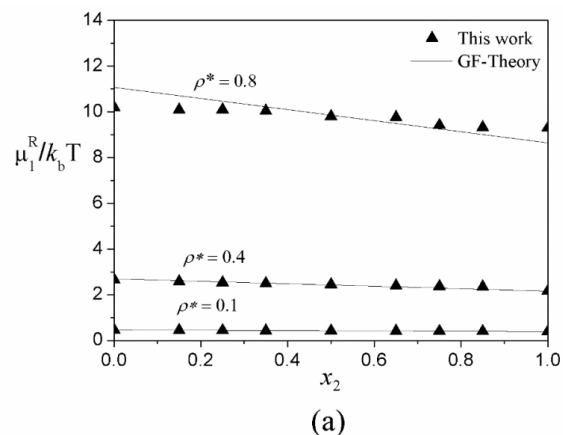 14
12
10
8
6
4
2
0
μ₁ᴿ/k_bT
▲ This work
— GF-Theory
ρ* = 0.8
ρ* = 0.4
ρ* = 0.1
0.0 0.2 0.4 0.6 0.8 1.0
x₂
(a)